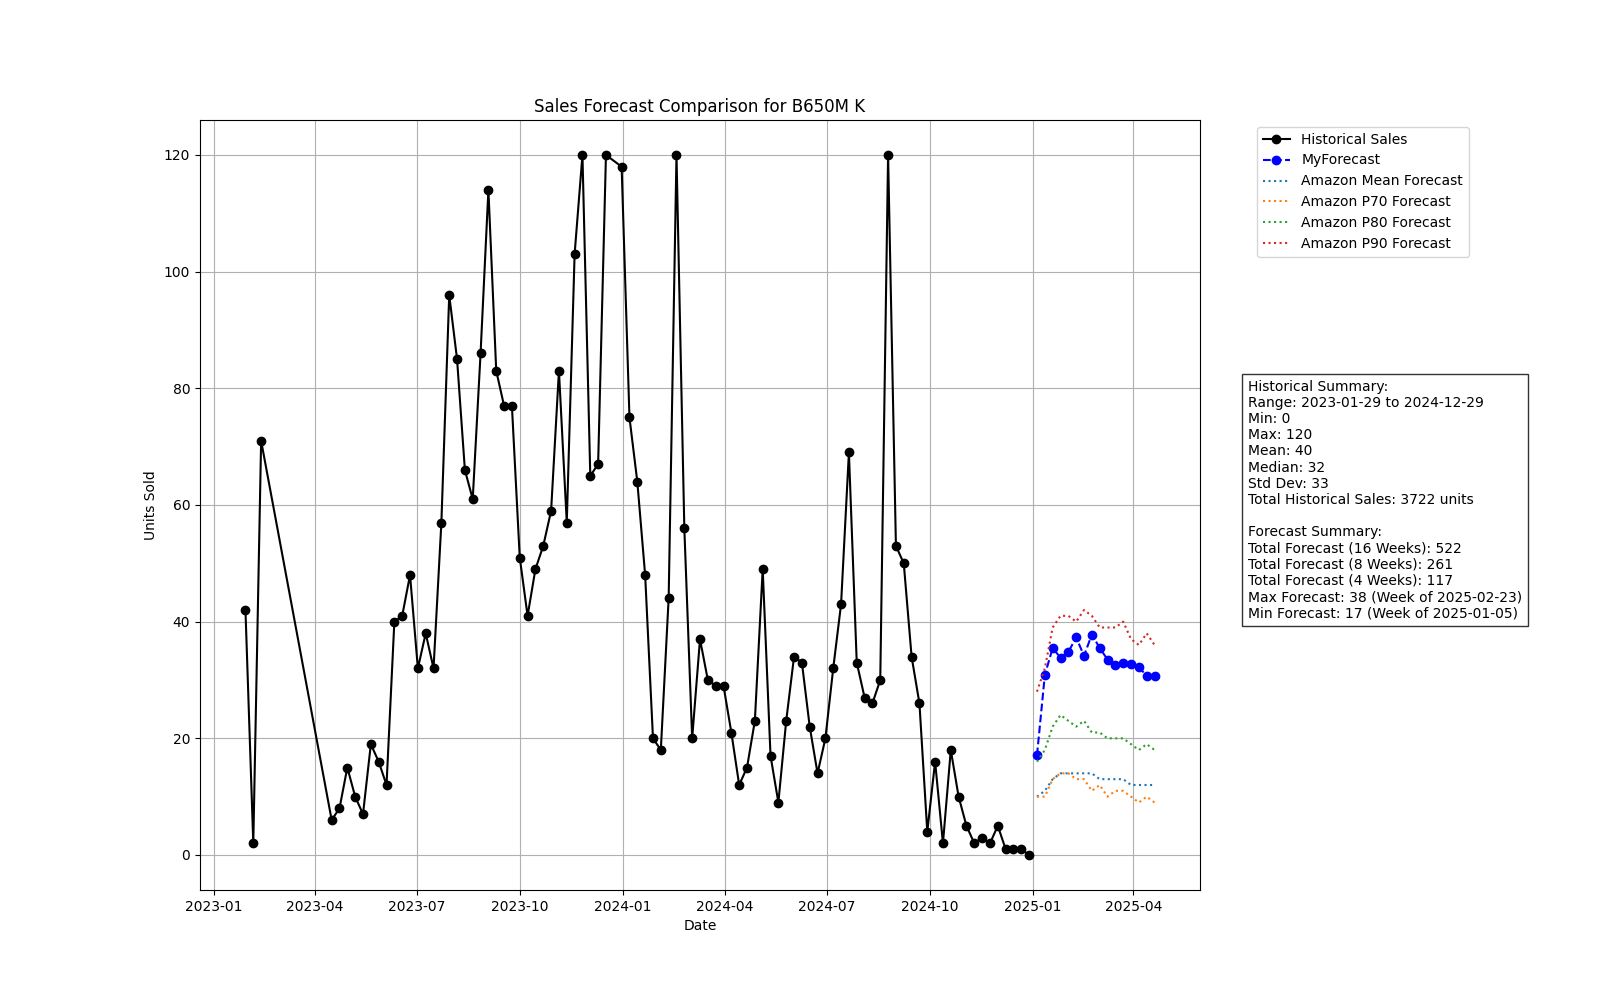 Sales Forecast Comparison for B650M K
Historical Sales
MyForecast
Amazon Mean Forecast
Amazon P70 Forecast
Amazon P80 Forecast
Amazon P90 Forecast
120
100
80
60
40
20
0
Units Sold
2023-01
2023-04
2023-07
2023-10
2024-01
2024-04
2024-07
2024-10
2025-01
2025-04
Date
Historical Summary:
Range: 2023-01-29 to 2024-12-29
Min: 0
Max: 120
Mean: 40
Median: 32
Std Dev: 33
Total Historical Sales: 3722 units
Forecast Summary:
Total Forecast (16 Weeks): 522
Total Forecast (8 Weeks): 261
Total Forecast (4 Weeks): 117
Max Forecast: 38 (Week of 2025-02-23)
Min Forecast: 17 (Week of 2025-01-05)